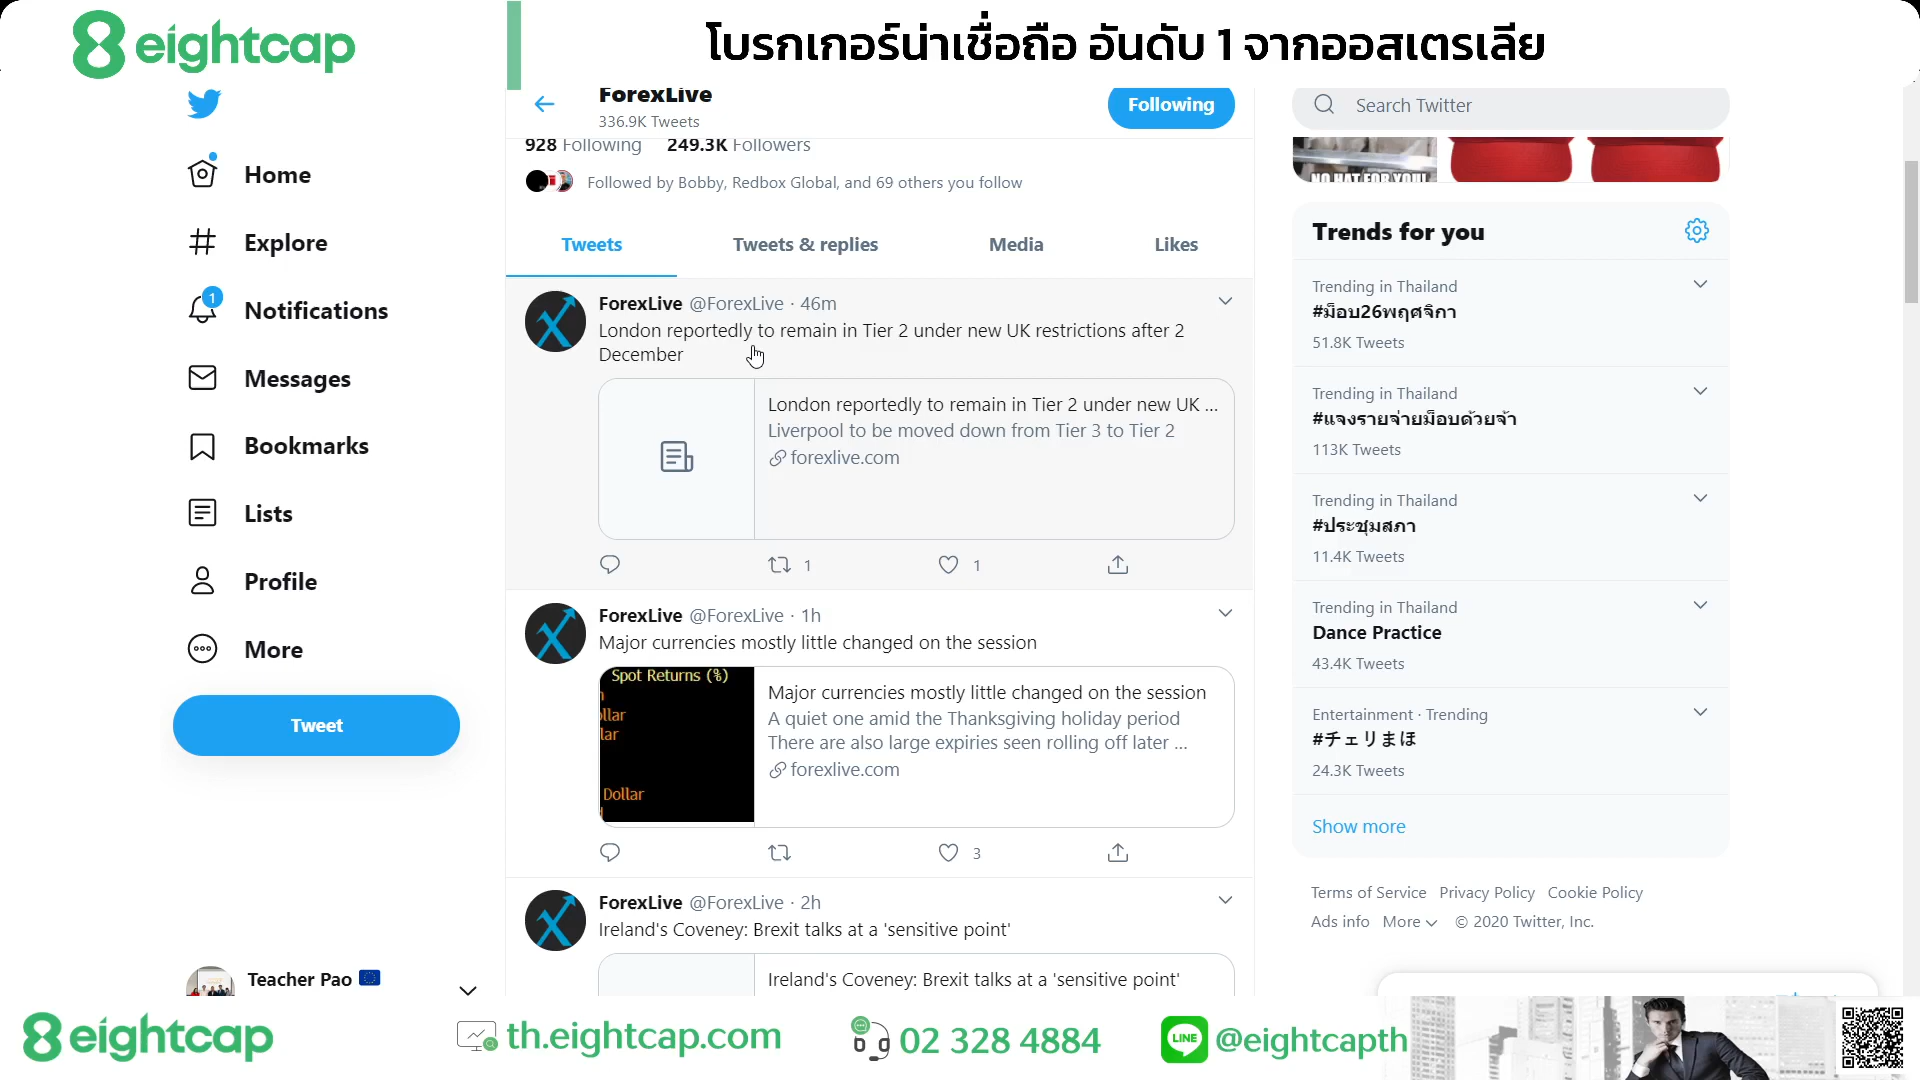 eightcap
โบรกเกอร์น่าเชื่อถือ อันดับ 1 จากออสเตรเลีย
ForexLive
336.9K Tweets
Following
Search Twitter
928 Following 249.3K Followers
Followed by Bobby, Redbox Global, and 69 others you follow
NO HAT FOR YOU!
Home
Explore
1
Notifications
Messages
Bookmarks
Lists
Profile
More
Tweet
Teacher Pao
Tweets
Tweets & replies
Media
Likes
ForexLive @ForexLive · 46m
London reportedly to remain in Tier 2 under new UK restrictions after 2
December
London reportedly to remain in Tier 2 under new UK ...
Liverpool to be moved down from Tier 3 to Tier 2
forexlive.com
1
1
ForexLive @ForexLive · 1h
Major currencies mostly little changed on the session
Spot Returns (%)
Dollar
Major currencies mostly little changed on the session
A quiet one amid the Thanksgiving holiday period
There are also large expiries seen rolling off later ...
forexlive.com
3
ForexLive @ForexLive · 2h
Ireland's Coveney: Brexit talks at a 'sensitive point'
Ireland's Coveney: Brexit talks at a 'sensitive point'
Trends for you
Trending in Thailand
#ม็อบ26พฤศจิกา
51.8K Tweets
Trending in Thailand
#แจงรายจ่ายม็อบด้วยจ้า
113K Tweets
Trending in Thailand
#ประชุมสภา
11.4K Tweets
Trending in Thailand
Dance Practice
43.4K Tweets
Entertainment · Trending
#チェリまほ
24.3K Tweets
Show more
Terms of Service Privacy Policy Cookie Policy
Ads info More © 2020 Twitter, Inc.
eightcap
th.eightcap.com
02 328 4884
LINE
@eightcapth